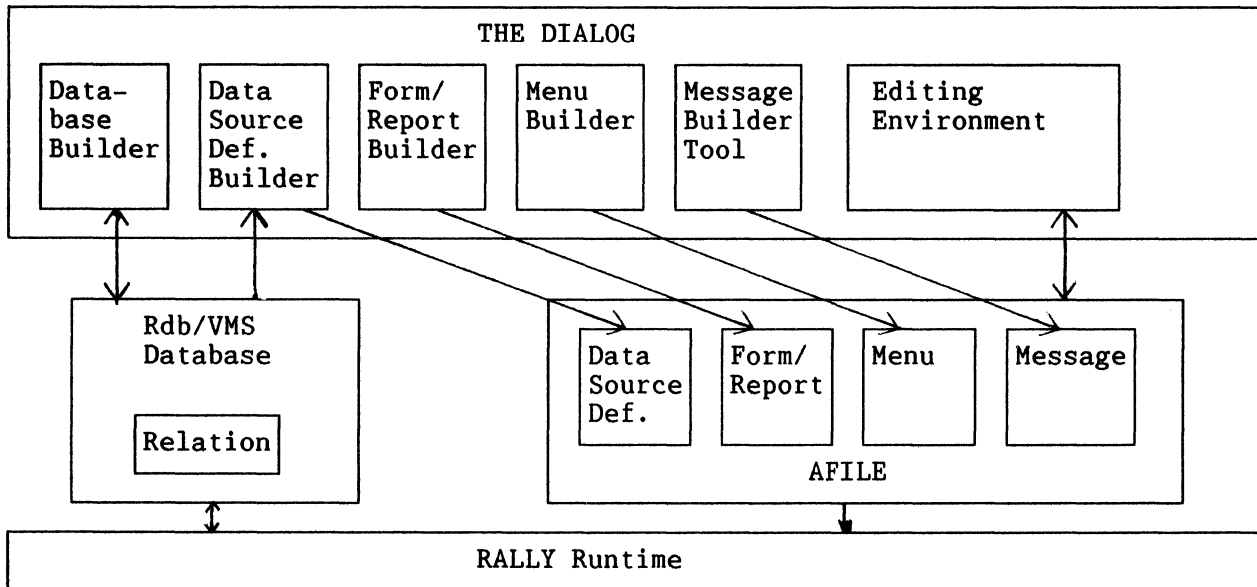 THE DIALOG
Data-
base
Builder
Data
Source
Def.
Builder
Form/
Report
Builder
Menu
Builder
Message
Builder
Tool
Editing
Environment
Rdb/VMS
Database
Relation
Data
Source
Def.
Form/
Report
Menu
Message
AFILE
RALLY Runtime